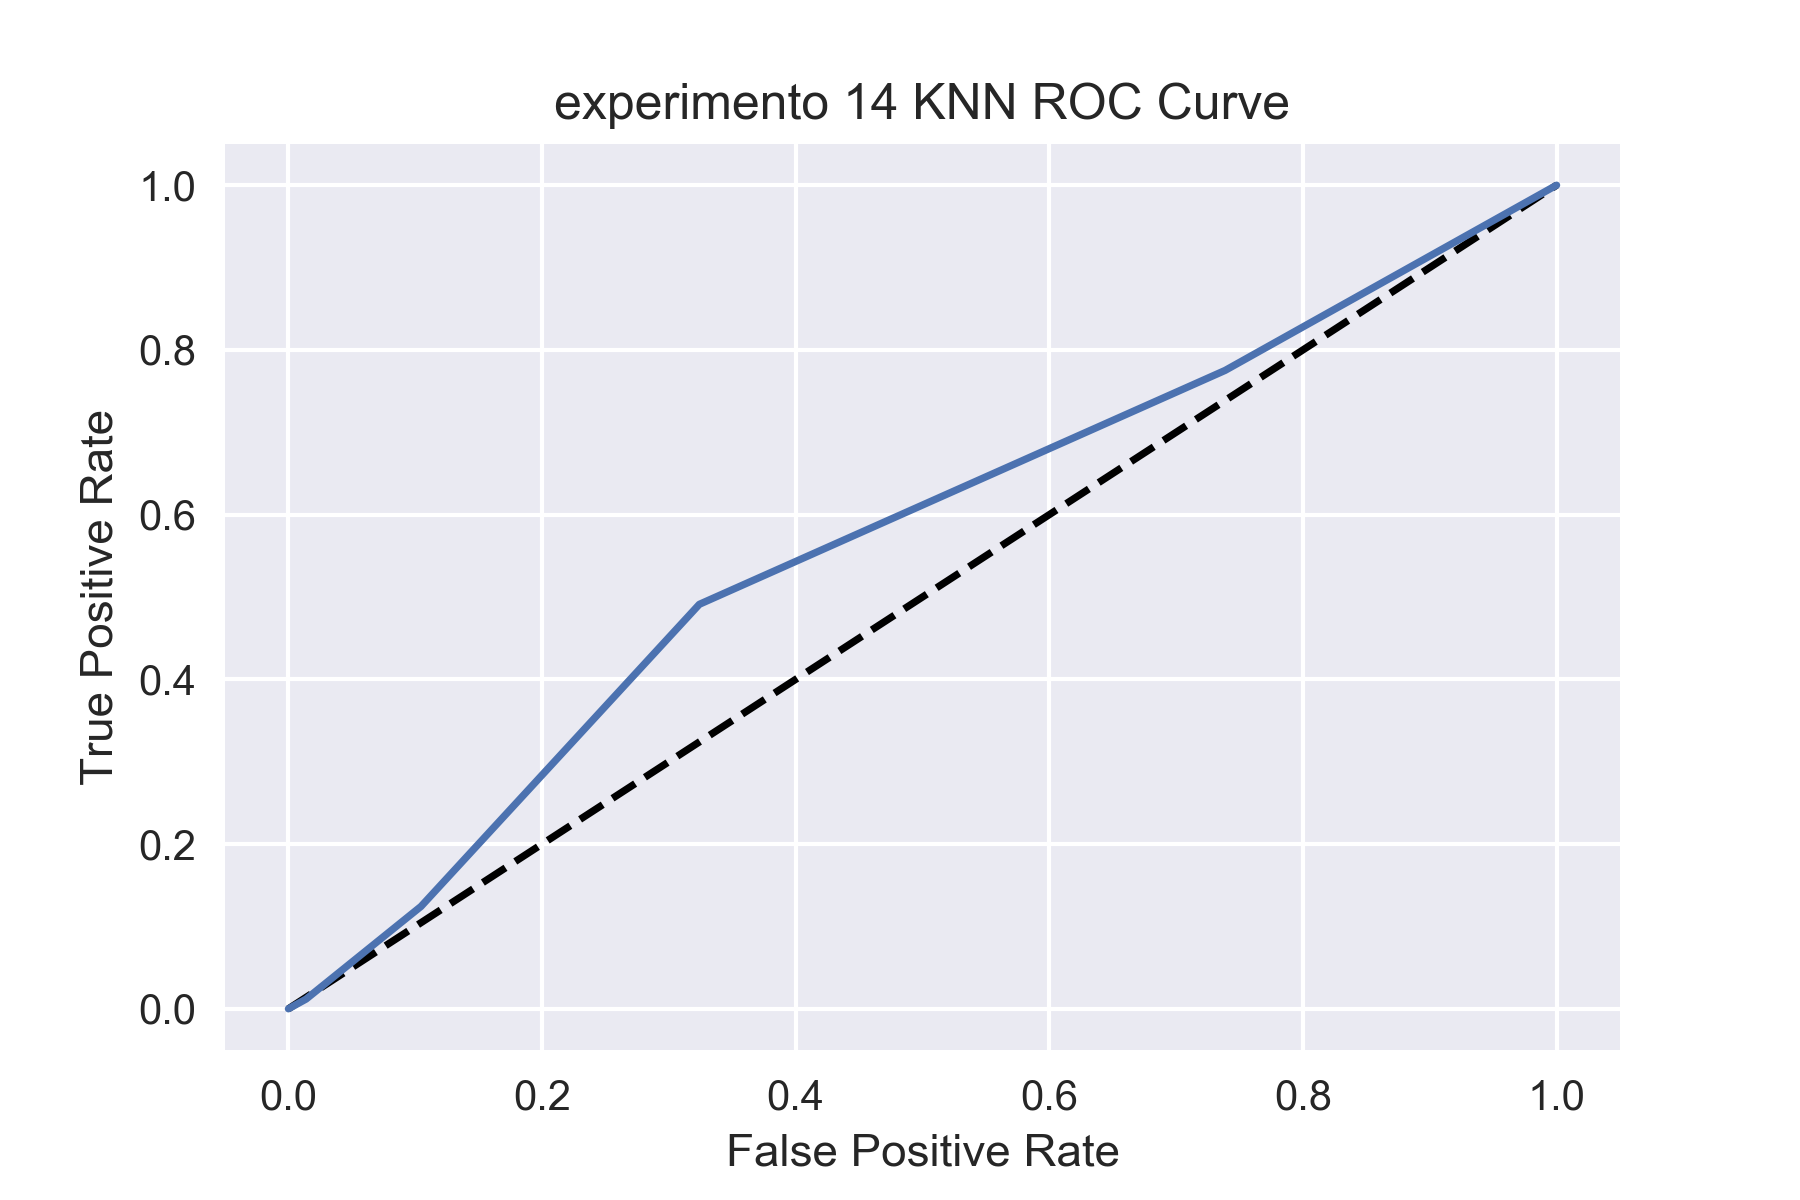 experimento 14 KNN ROC Curve
1.0
0.8
0.6
0.4
0.2
0.0
True Positive Rate
0.0 0.2 0.4 0.6 0.8 1.0
False Positive Rate